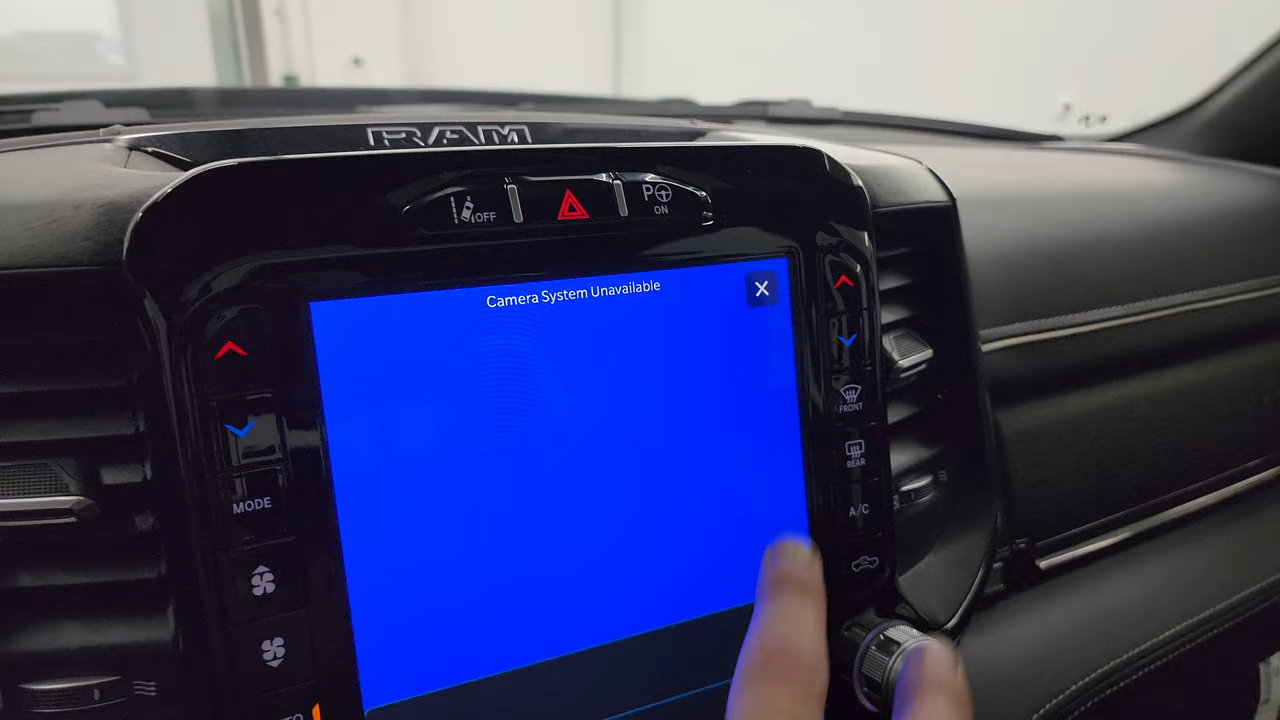 RAM
OFF
P
ON
Camera System Unavailable
X
FRONT
REAR
MODE
A/C